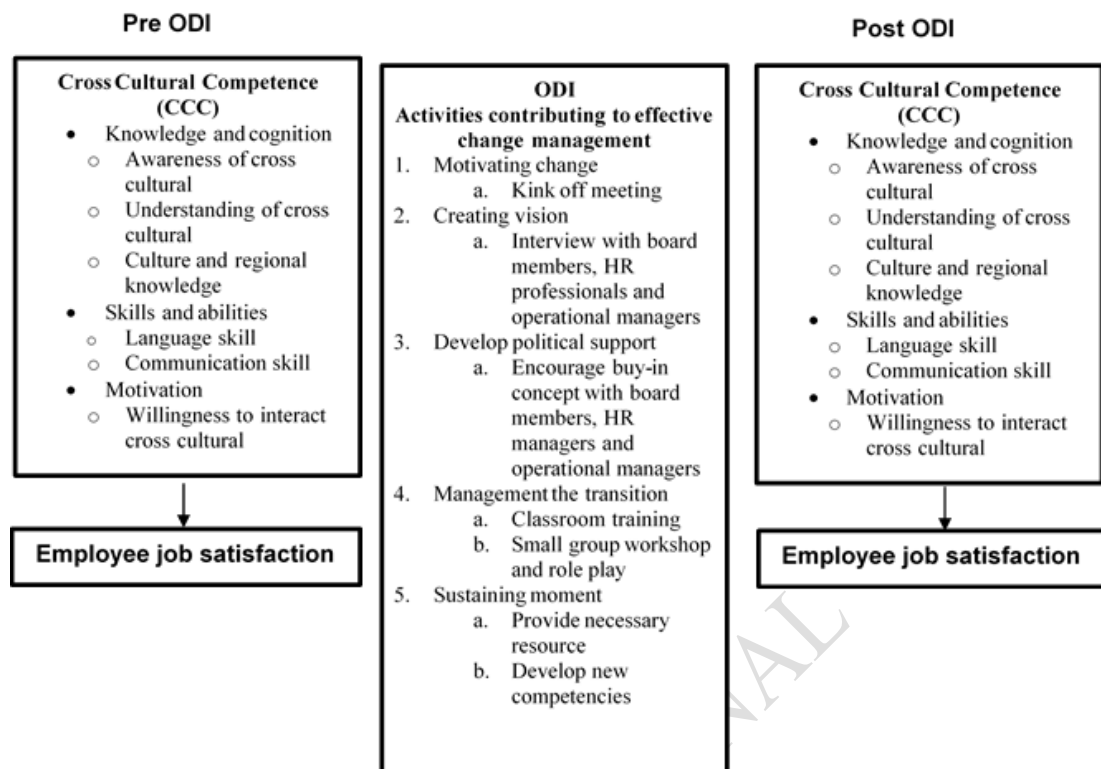 Pre ODI
Cross Cultural Competence
(CCC)
• Knowledge and cognition
o Awareness of cross
cultural
o Understanding of cross
cultural
o Culture and regional
knowledge
• Skills and abilities
o Language skill
o Communication skill
• Motivation
o Willingness to interact
cross cultural
Employee job satisfaction
ODI
Activities contributing to effective
change management
1. Motivating change
a. Kink off meeting
2. Creating vision
a. Interview with board
members, HR
professionals and
operational managers
3. Develop political support
a. Encourage buy-in
concept with board
members, HR
managers and
operational managers
4. Management the transition
a. Classroom training
b. Small group workshop
and role play
5. Sustaining moment
a. Provide necessary
resource
b. Develop new
competencies
Post ODI
Cross Cultural Competence
(CCC)
• Knowledge and cognition
o Awareness of cross
cultural
o Understanding of cross
cultural
o Culture and regional
knowledge
• Skills and abilities
o Language skill
o Communication skill
• Motivation
o Willingness to interact
cross cultural
Employee job satisfaction